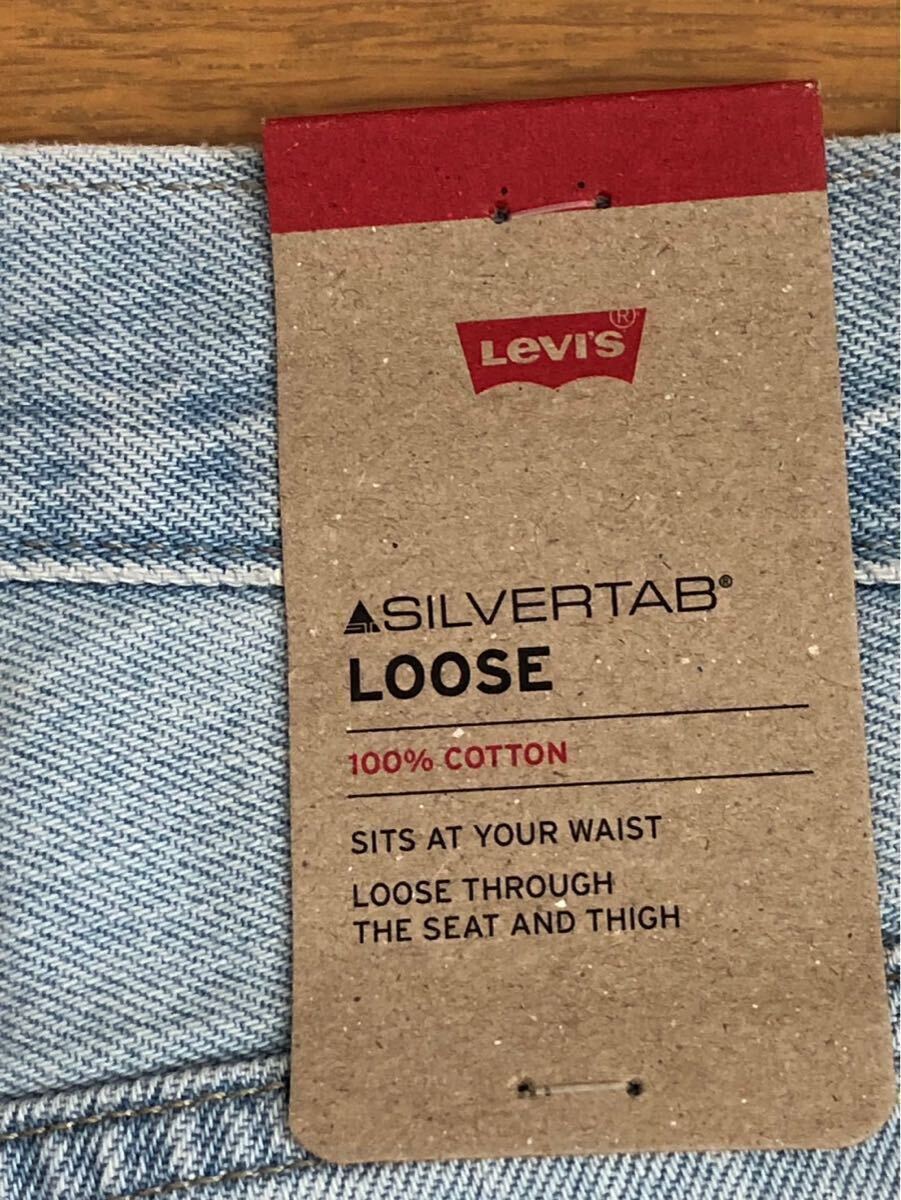 LEVI'S®
SILVERTAB®
LOOSE
100% COTTON
SITS AT YOUR WAIST
LOOSE THROUGH
THE SEAT AND THIGH